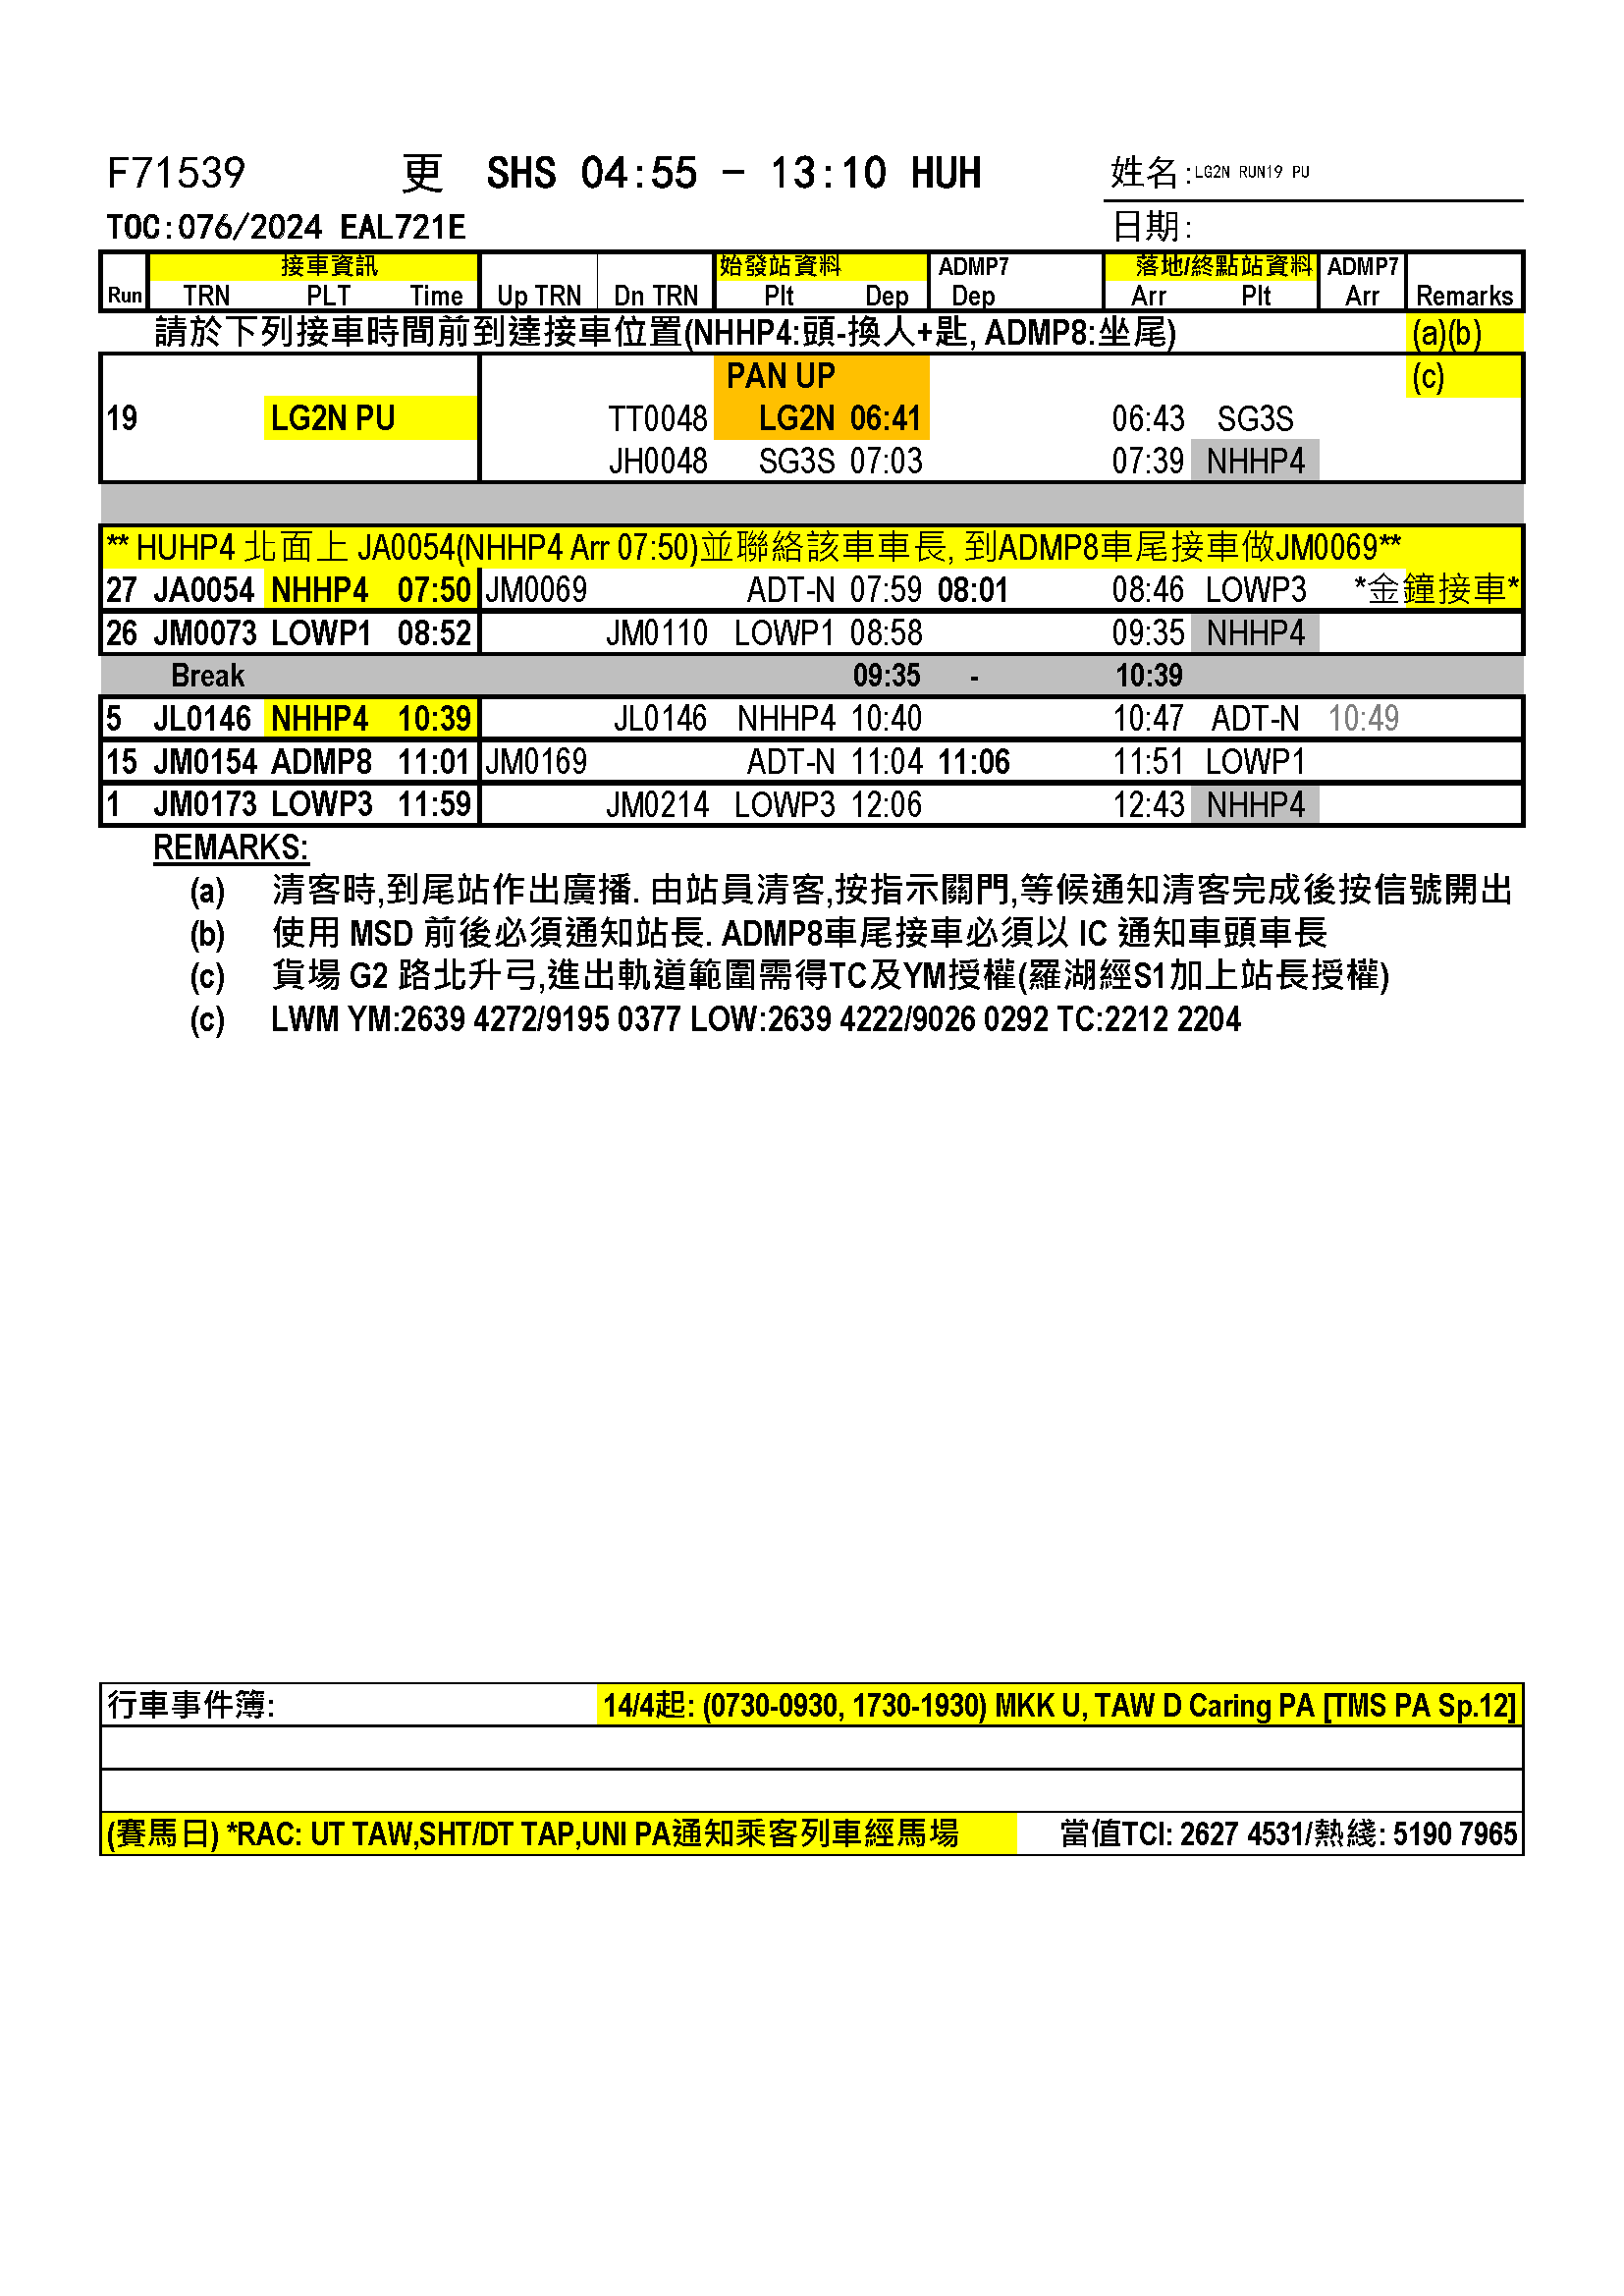 F71539 更 SHS 04:55 - 13:10 HUH 姓名:LG2N RUN19 PU
TOC:076/2024 EAL721E 日期:
接車資訊 始發站資料 ADMP7 落地/終點站資料 ADMP7
Run TRN PLT Time Up TRN Dn TRN Plt Dep Dep Arr Plt Arr Remarks
請於下列接車時間前到達接車位置(NHHP4:頭-換人+匙, ADMP8:坐尾) (a)(b)
PAN UP (c)
19 LG2N PU TT0048 LG2N 06:41 06:43 SG3S
JH0048 SG3S 07:03 07:39 NHHP4
** HUHP4 北面上 JA0054(NHHP4 Arr 07:50)並聯絡該車車長, 到ADMP8車尾接車做JM0069**
27 JA0054 NHHP4 07:50 JM0069 ADT-N 07:59 08:01 08:46 LOWP3 *金鐘接車*
26 JM0073 LOWP1 08:52 JM0110 LOWP1 08:58 09:35 NHHP4
Break 09:35 - 10:39
5 JL0146 NHHP4 10:39 JL0146 NHHP4 10:40 10:47 ADT-N 10:49
15 JM0154 ADMP8 11:01 JM0169 ADT-N 11:04 11:06 11:51 LOWP1
1 JM0173 LOWP3 11:59 JM0214 LOWP3 12:06 12:43 NHHP4
REMARKS:
(a) 清客時,到尾站作出廣播. 由站員清客,按指示關門,等候通知清客完成後按信號開出
(b) 使用 MSD 前後必須通知站長. ADMP8車尾接車必須以 IC 通知車頭車長
(c) 貨場 G2 路北升弓,進出軌道範圍需得TC及YM授權(羅湖經S1加上站長授權)
(c) LWM YM:2639 4272/9195 0377 LOW:2639 4222/9026 0292 TC:2212 2204
行車事件簿: 14/4起: (0730-0930, 1730-1930) MKK U, TAW D Caring PA [TMS PA Sp.12]
(賽馬日) *RAC: UT TAW,SHT/DT TAP,UNI PA通知乘客列車經馬場 當值TCI: 2627 4531/熱綫: 5190 7965